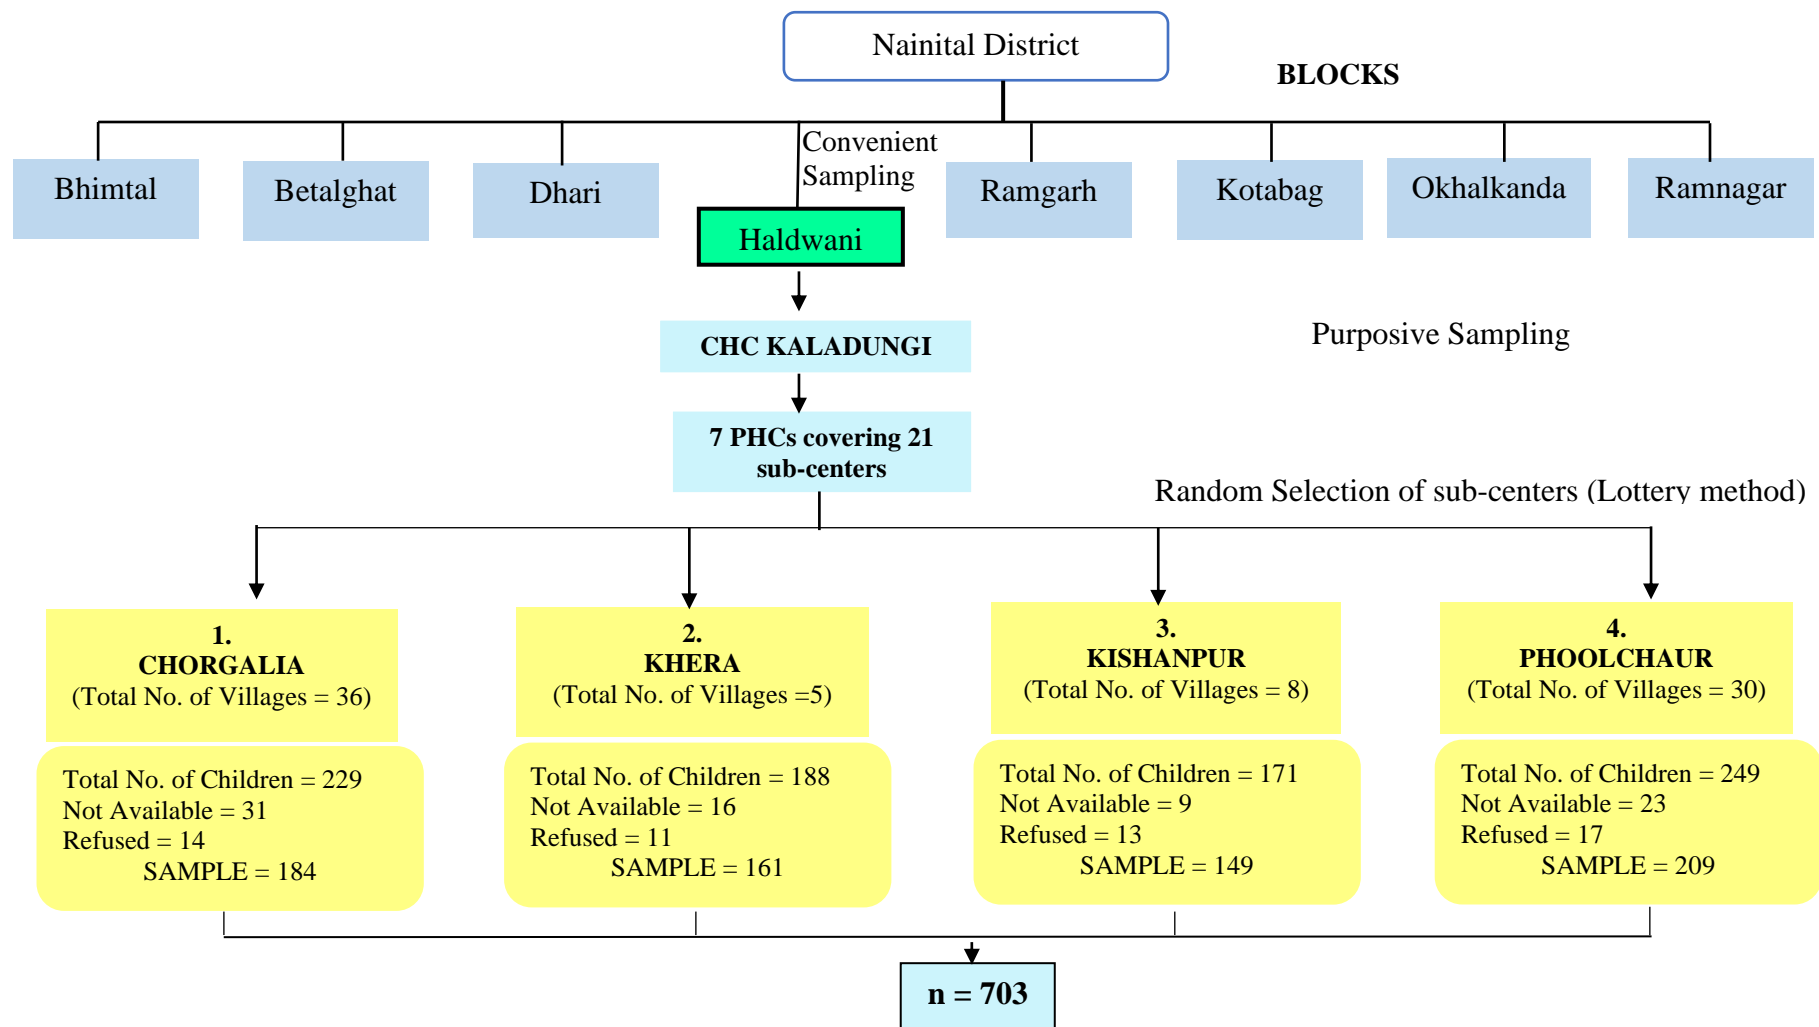 Nainital District
BLOCKS
Convenient
Sampling
Bhimtal
Betalghat
Dhari
Haldwani
Ramgarh
Kotabag
Okhalkanda
Ramnagar
CHC KALADUNGI
Purposive Sampling
7 PHCs covering 21
sub-centers
Random Selection of sub-centers (Lottery method)
1.
CHORGALIA
(Total No. of Villages = 36)
2.
KHERA
(Total No. of Villages =5)
3.
KISHANPUR
(Total No. of Villages = 8)
4.
PHOOLCHAUR
(Total No. of Villages = 30)
Total No. of Children = 229
Not Available = 31
Refused = 14
SAMPLE = 184
Total No. of Children = 188
Not Available = 16
Refused = 11
SAMPLE = 161
Total No. of Children = 171
Not Available = 9
Refused = 13
SAMPLE = 149
Total No. of Children = 249
Not Available = 23
Refused = 17
SAMPLE = 209
n = 703